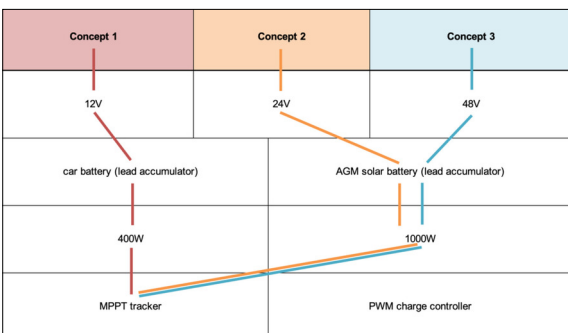 Concept 1
Concept 2
Concept 3
12V
24V
48V
car battery (lead accumulator)
AGM solar battery (lead accumulator)
400W
1000W
MPPT tracker
PWM charge controller